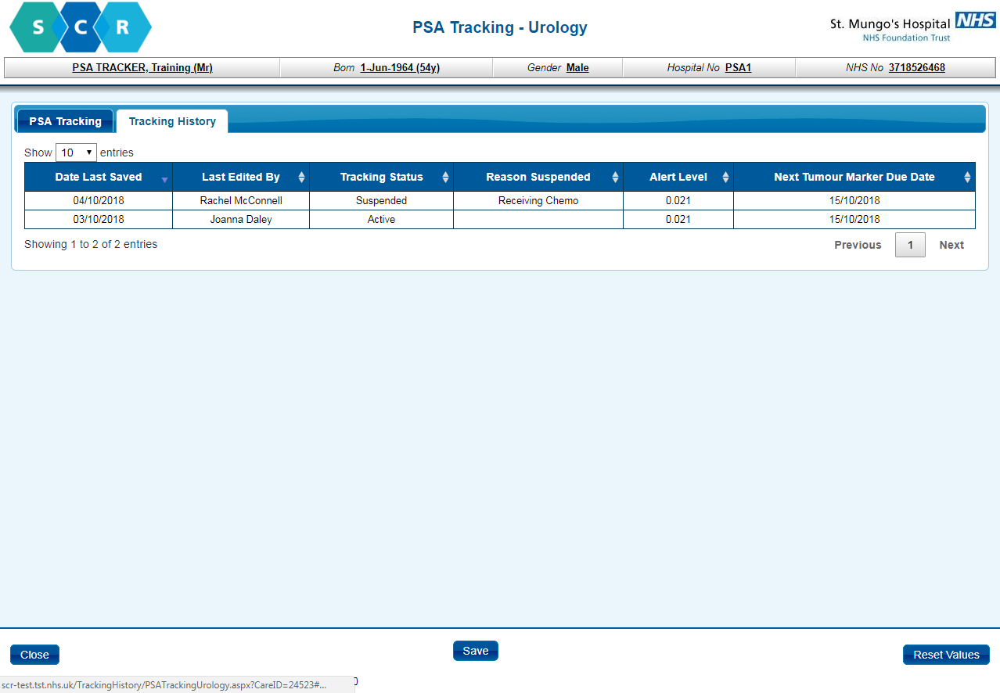 SCR
PSA Tracking - Urology
St. Mungo's Hospital NHS
NHS Foundation Trust
PSA TRACKER, Training (Mr) Born 1-Jun-1964 (54y) Gender Male Hospital No PSA1 NHS No 3718526468
PSA Tracking Tracking History
Show 10 entries
Date Last Saved Last Edited By Tracking Status Reason Suspended Alert Level Next Tumour Marker Due Date
04/10/2018 Rachel McConnell Suspended Receiving Chemo 0.021 15/10/2018
03/10/2018 Joanna Daley Active 0.021 15/10/2018
Showing 1 to 2 of 2 entries Previous 1 Next
Close Save Reset Values
scr-test.tst.nhs.uk/TrackingHistory/PSATrackingUrology.aspx?CareID=24523#...